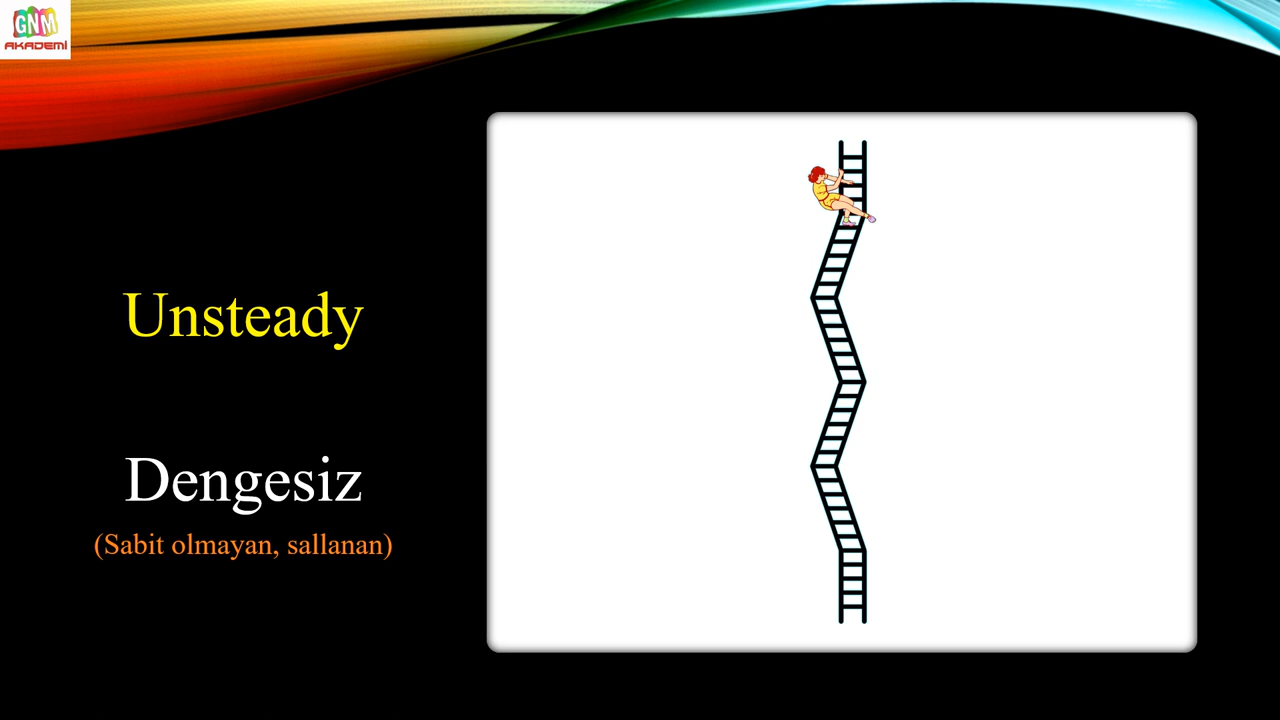 GNM
AKADEMİ
Unsteady
Dengesiz
(Sabit olmayan, sallanan)